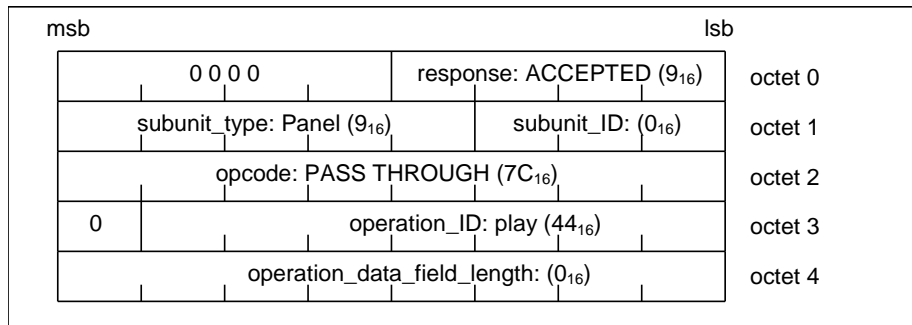 msb lsb
0 0 0 0 response: ACCEPTED (9₁₆) octet 0
subunit_type: Panel (9₁₆) subunit_ID: (0₁₆) octet 1
opcode: PASS THROUGH (7C₁₆) octet 2
0 operation_ID: play (44₁₆) octet 3
operation_data_field_length: (0₁₆) octet 4